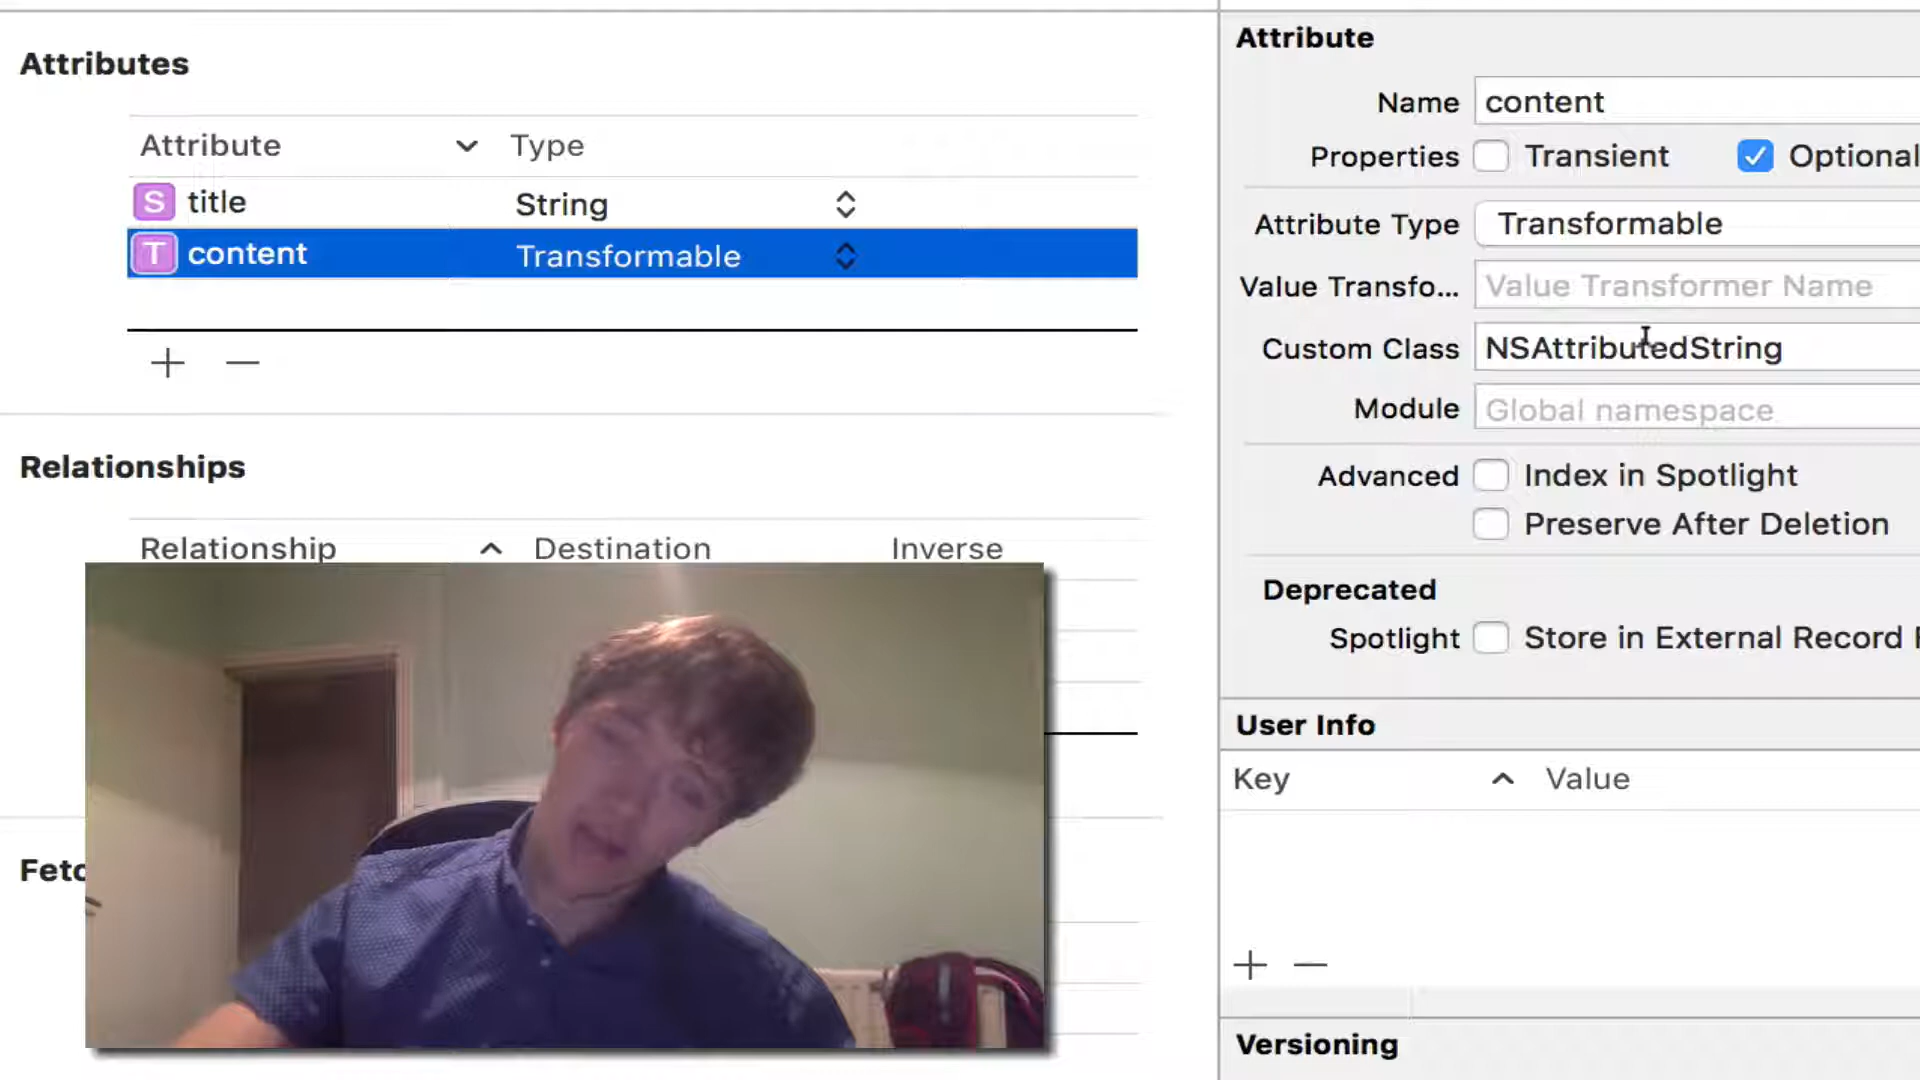 Attributes
Attribute Type
S title String
T content Transformable
+ −
Relationships
Relationship Destination Inverse
Fetc
Attribute
Name content
Properties Transient Optional
Attribute Type Transformable
Value Transfo... Value Transformer Name
Custom Class NSAttributedString
Module Global namespace
Advanced Index in Spotlight
Preserve After Deletion
Deprecated
Spotlight Store in External Record F
User Info
Key Value
+ −
Versioning